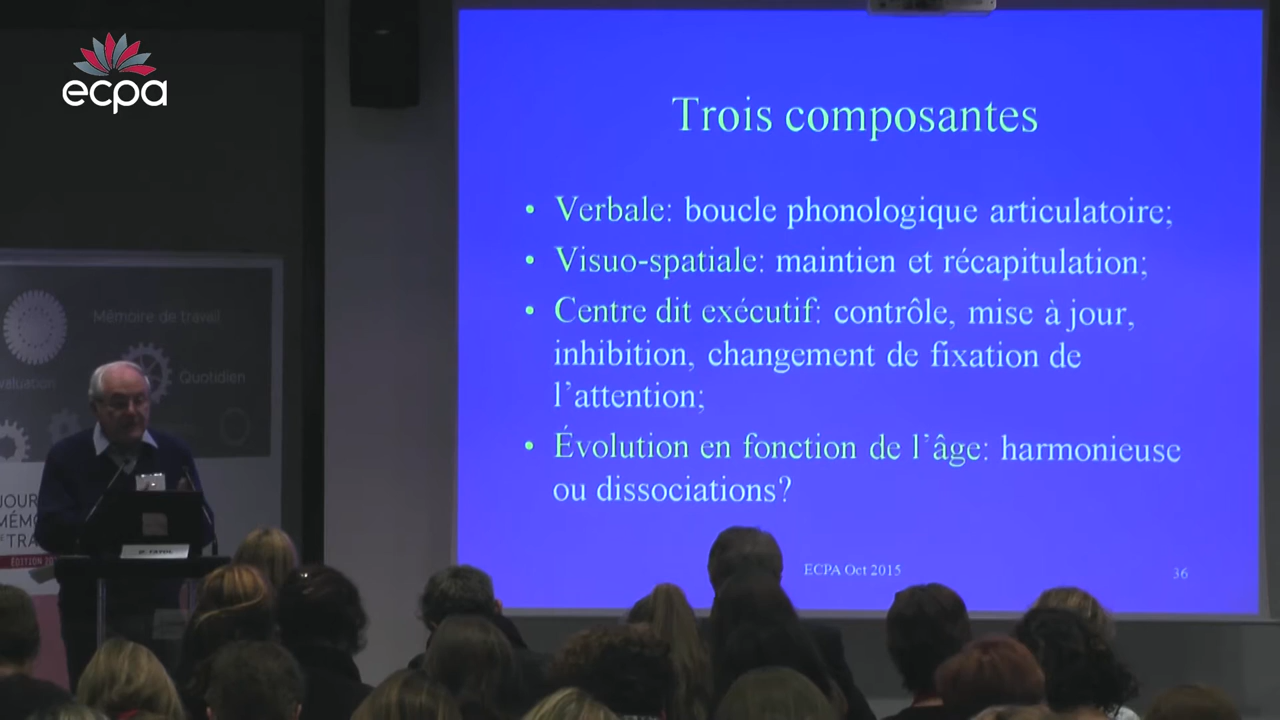 ecpa
Trois composantes
• Verbale: boucle phonologique articulatoire;
• Visuo-spatiale: maintien et récapitulation;
• Centre dit exécutif: contrôle, mise à jour,
inhibition, changement de fixation de
l'attention;
• Évolution en fonction de l'âge: harmonieuse
ou dissociations?
ECPA Oct 2015
36
Mémoire de travail
Quotidien